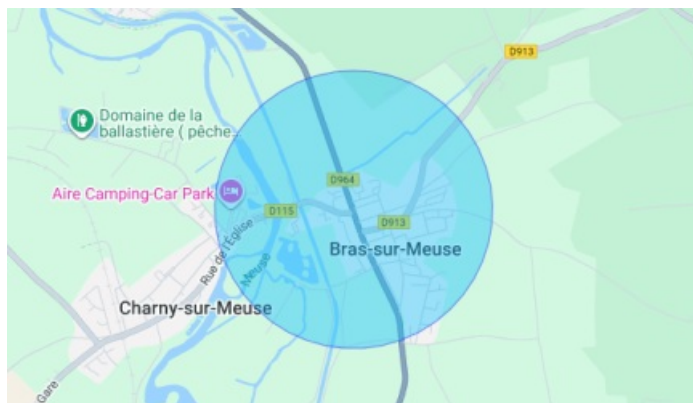 D913
Domaine de la
ballastière ( pêche...
D964
Aire Camping-Car Park
D115
D913
Rue de l'Église
Bras-sur-Meuse
Meuse
Charny-sur-Meuse
Gare